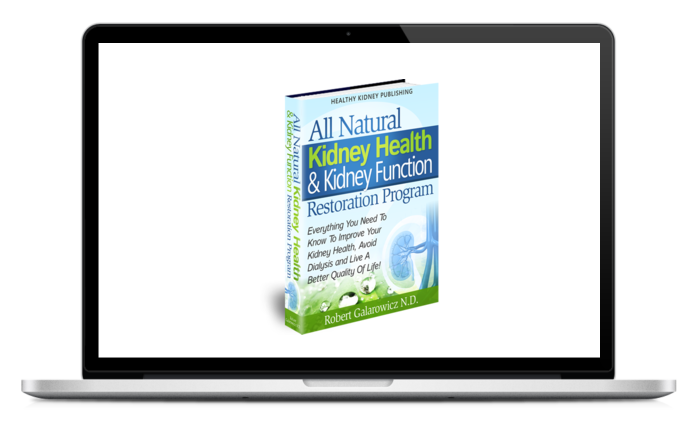 HEALTHY KIDNEY PUBLISHING
All Natural
Kidney Health
& Kidney Function
Restoration Program
Everything You Need To
Know To Improve Your
Kidney Health, Avoid
Dialysis and Live A
Better Quality Of Life!
Robert Galarowicz N.D.
All Natural Kidney Health
& Kidney Function Restoration Program